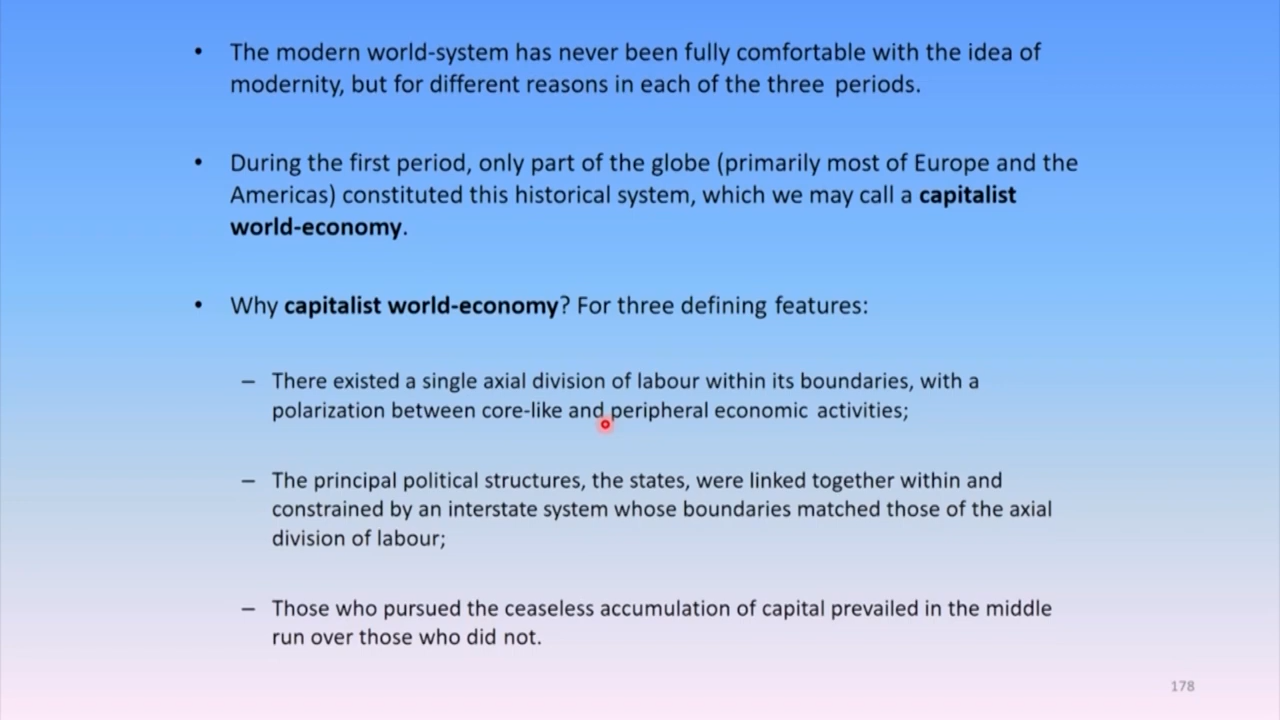 • The modern world-system has never been fully comfortable with the idea of
modernity, but for different reasons in each of the three periods.
• During the first period, only part of the globe (primarily most of Europe and the
Americas) constituted this historical system, which we may call a capitalist
world-economy.
• Why capitalist world-economy? For three defining features:
– There existed a single axial division of labour within its boundaries, with a
polarization between core-like and peripheral economic activities;
– The principal political structures, the states, were linked together within and
constrained by an interstate system whose boundaries matched those of the axial
division of labour;
– Those who pursued the ceaseless accumulation of capital prevailed in the middle
run over those who did not.
178